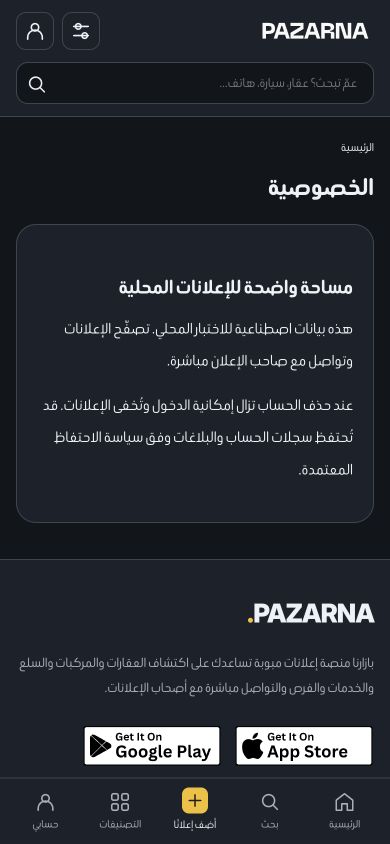 PAZARNA
عمّ تبحث؟ عقار، سيارة، هاتف...
الرئيسية
الخصوصية
مساحة واضحة للإعلانات المحلية
هذه بيانات اصطناعية للاختبار المحلي. تصفّح الإعلانات
وتواصل مع صاحب الإعلان مباشرة.
عند حذف الحساب تزال إمكانية الدخول وتُخفى الإعلانات. قد
تُحتفظ سجلات الحساب والبلاغات وفق سياسة الاحتفاظ
المعتمدة.
PAZARNA.
بازارنا منصة إعلانات مبوبة تساعدك على اكتشاف العقارات والمركبات والسلع
والخدمات والفرص والتواصل مباشرة مع أصحاب الإعلانات.
Get It On
App Store
Get It On
Google Play
الرئيسية
بحث
أضف إعلانًا
التصنيفات
حسابي